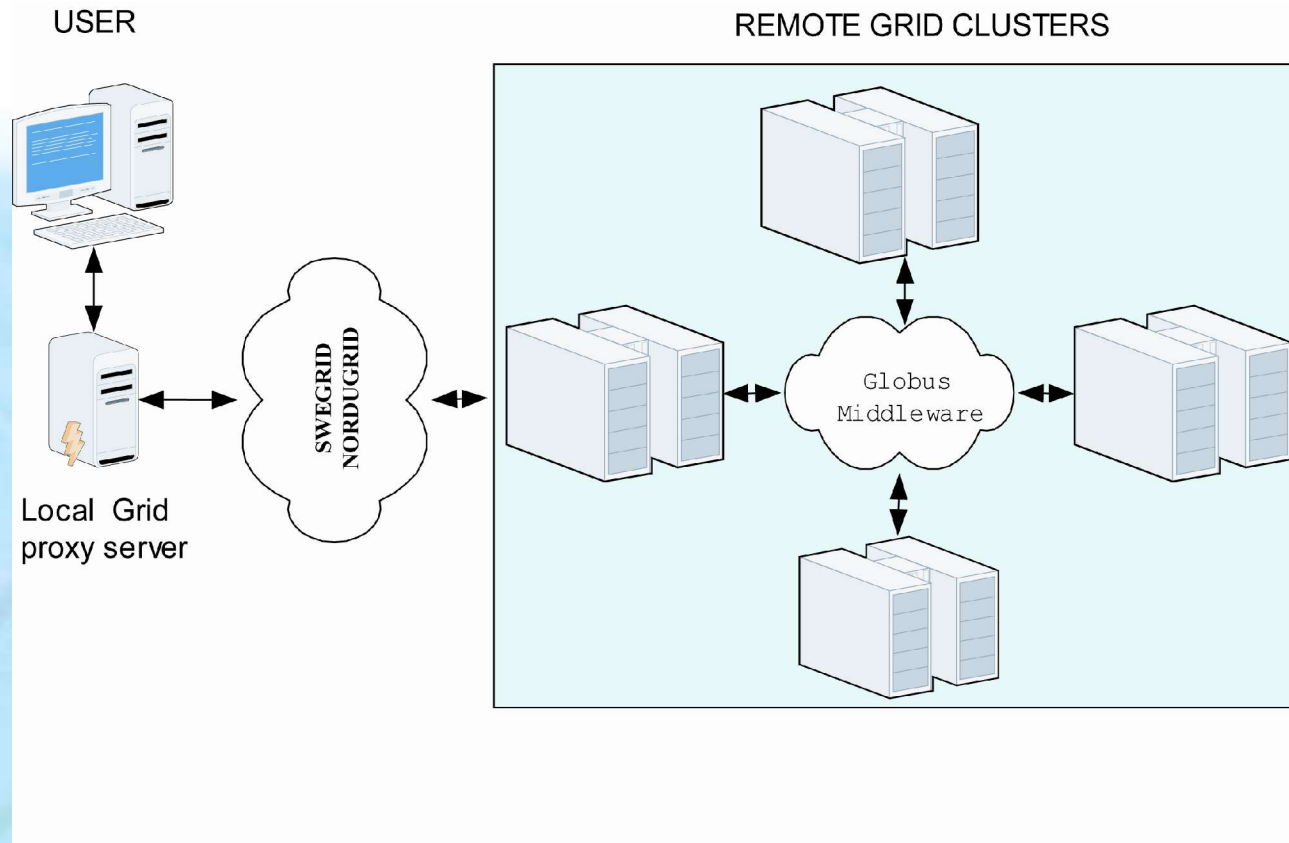 USER
REMOTE GRID CLUSTERS
SWEGRID
NORDUGRID
Globus
Middleware
Local Grid
proxy server